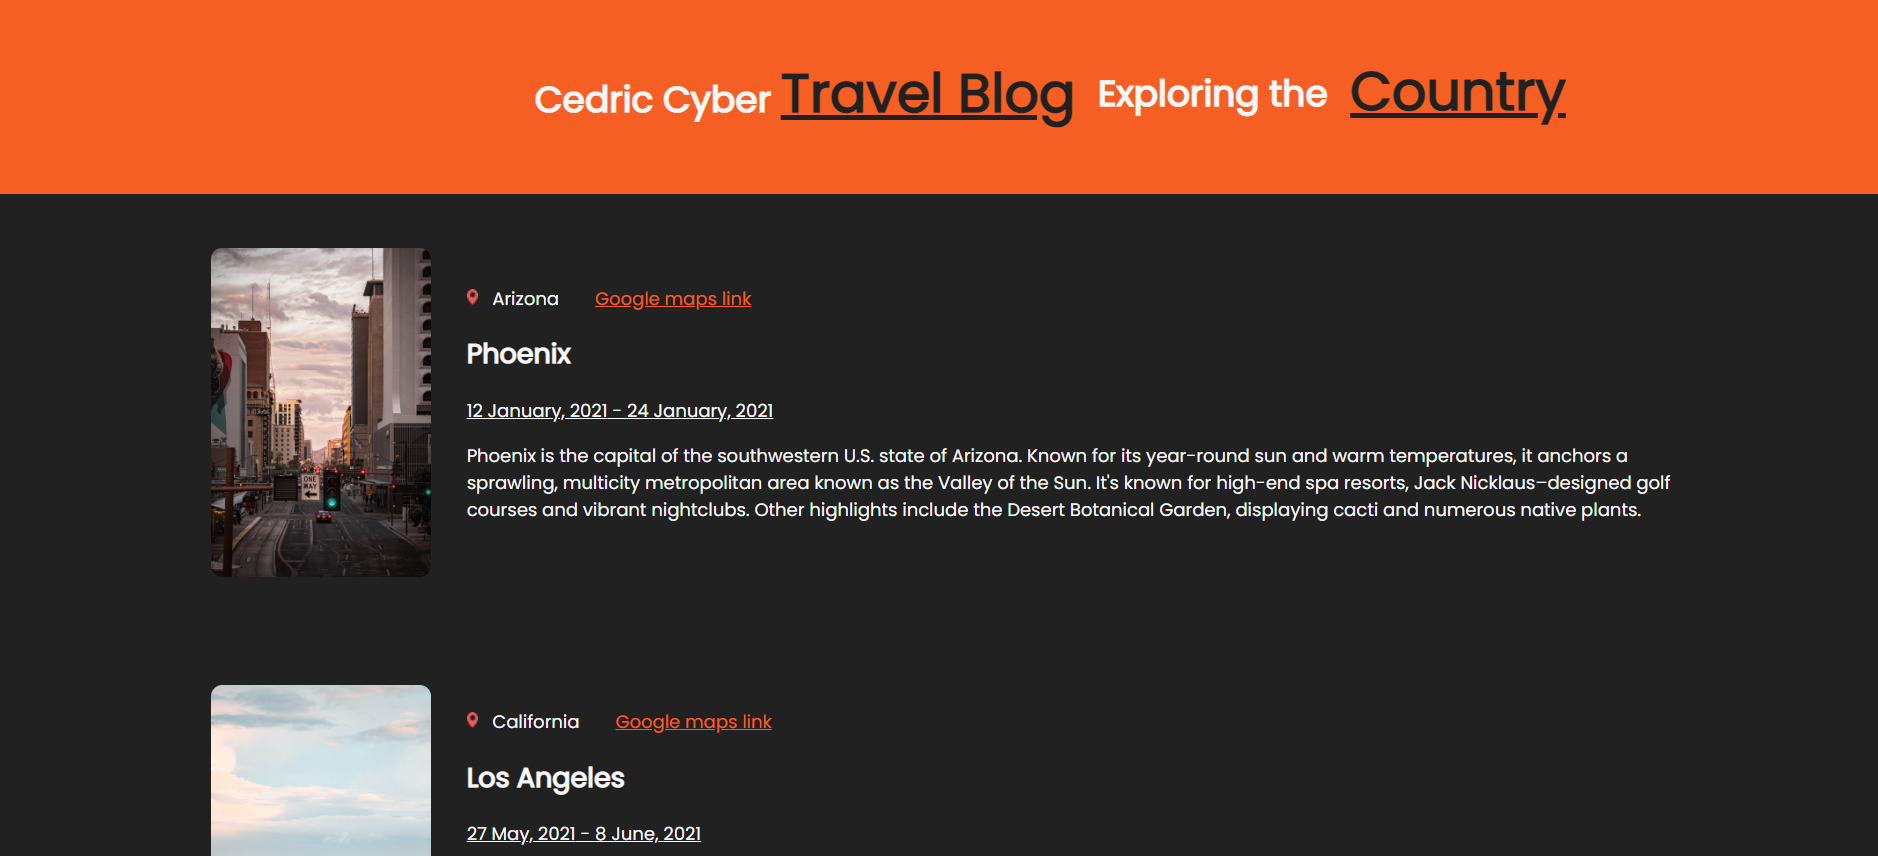 Cedric Cyber Travel Blog Exploring the Country
Arizona Google maps link
Phoenix
12 January, 2021 - 24 January, 2021
Phoenix is the capital of the southwestern U.S. state of Arizona. Known for its year-round sun and warm temperatures, it anchors a
sprawling, multicity metropolitan area known as the Valley of the Sun. It's known for high-end spa resorts, Jack Nicklaus–designed golf
courses and vibrant nightclubs. Other highlights include the Desert Botanical Garden, displaying cacti and numerous native plants.
ONE
WAY
California Google maps link
Los Angeles
27 May, 2021 - 8 June, 2021